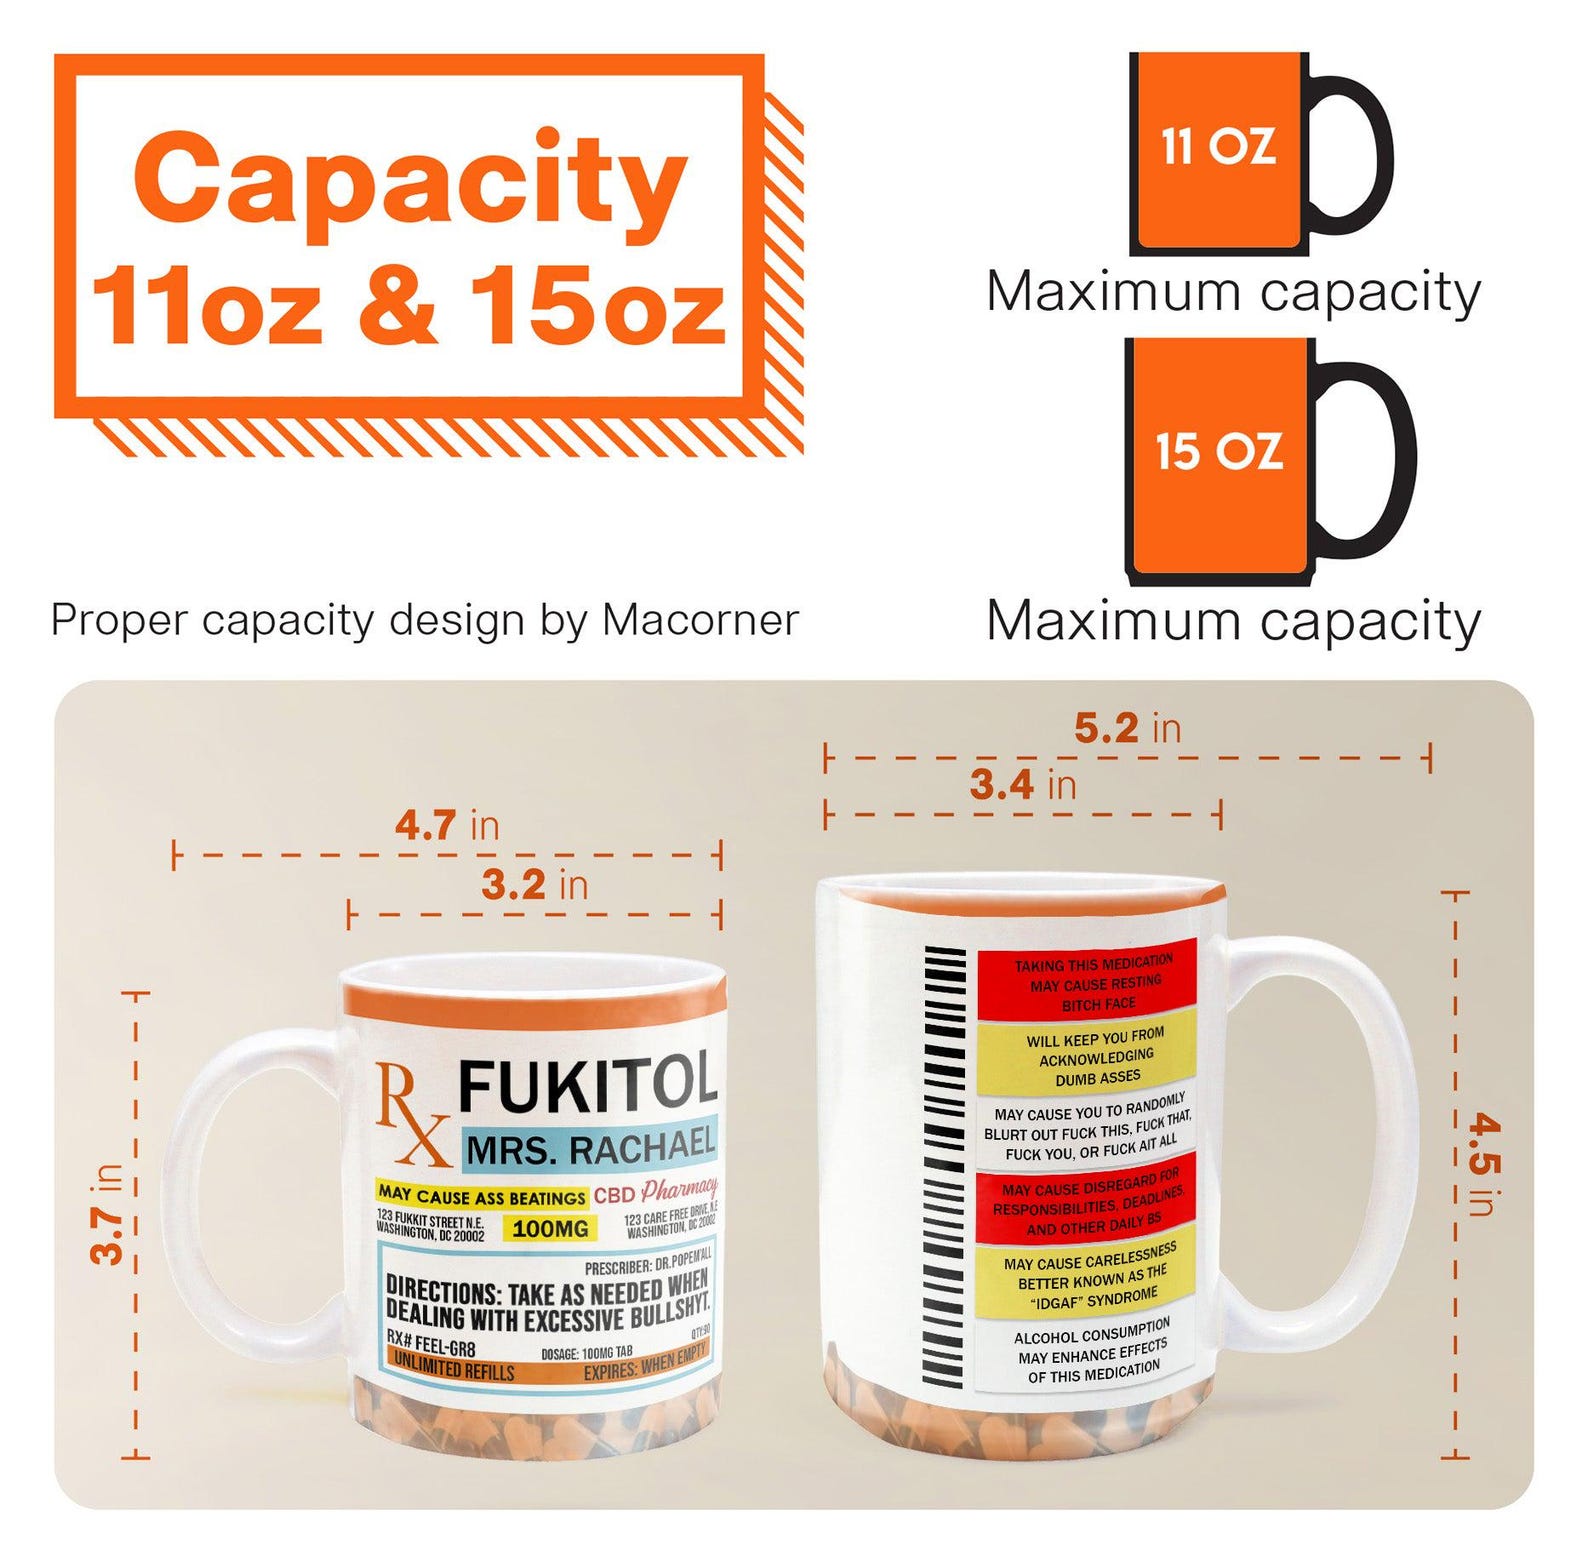 Capacity
11oz & 15oz
11 OZ
Maximum capacity
15 OZ
Maximum capacity
Proper capacity design by Macorner
5.2 in
3.4 in
4.7 in
3.2 in
3.7 in
4.5 in
Rx FUKITOL
MRS. RACHAEL
MAY CAUSE ASS BEATINGS CBD Pharmacy
123 FUKKIT STREET N.E.
WASHINGTON, DC 20002
100MG
123 CARE FREE DRIVE, N.E
WASHINGTON, DC 20002
PRESCRIBER: DR.POPEM'ALL
DIRECTIONS: TAKE AS NEEDED WHEN
DEALING WITH EXCESSIVE BULLSHYT.
QTY:90
RX# FEEL-GR8
DOSAGE: 100MG TAB
UNLIMITED REFILLS
EXPIRES: WHEN EMPTY
TAKING THIS MEDICATION
MAY CAUSE RESTING
BITCH FACE
WILL KEEP YOU FROM
ACKNOWLEDGING
DUMB ASSES
MAY CAUSE YOU TO RANDOMLY
BLURT OUT FUCK THIS, FUCK THAT,
FUCK YOU, OR FUCK AIT ALL
MAY CAUSE DISREGARD FOR
RESPONSIBILITIES, DEADLINES,
AND OTHER DAILY BS
MAY CAUSE CARELESSNESS
BETTER KNOWN AS THE
"IDGAF" SYNDROME
ALCOHOL CONSUMPTION
MAY ENHANCE EFFECTS
OF THIS MEDICATION